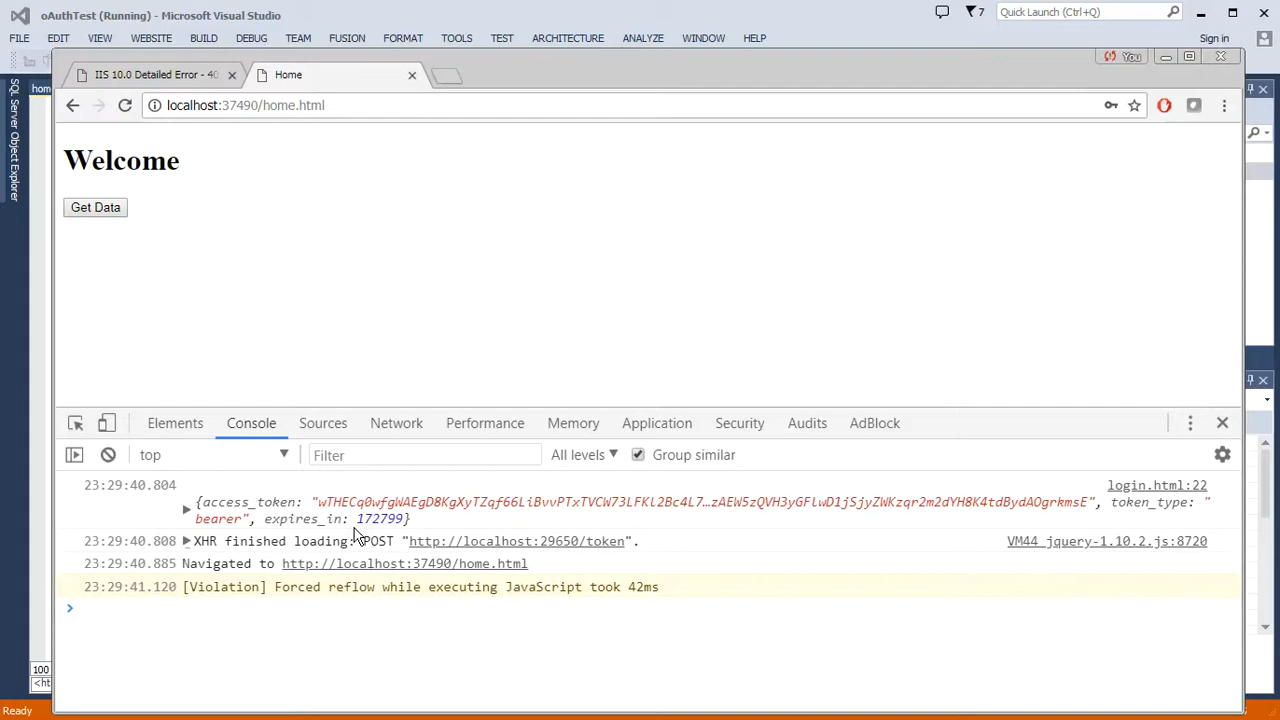 oAuthTest (Running) - Microsoft Visual Studio
7
Quick Launch (Ctrl+Q)
FILE EDIT VIEW WEBSITE BUILD DEBUG TEAM FUSION FORMAT TOOLS TEST ARCHITECTURE ANALYZE WINDOW HELP
Sign in
You
SQL Server Object Explorer
IIS 10.0 Detailed Error - 40
Home
localhost:37490/home.html
Welcome
Get Data
Elements Console Sources Network Performance Memory Application Security Audits AdBlock
top
Filter
All levels
Group similar
23:29:40.804
login.html:22
{access_token: "wTHECq0wfgWAEgD8KgXyTZqf66LiBvvPTxTVCW73LFKl2Bc4L7…zAEW5zQVH3yGFlwD1jSjyZWKzqr2m2dYH8K4tdBydAOgrkmsE", token_type: "
bearer", expires_in: 172799}
23:29:40.808 XHR finished loading: POST "http://localhost:29650/token".
VM44 jquery-1.10.2.js:8720
23:29:40.885 Navigated to http://localhost:37490/home.html
23:29:41.120 [Violation] Forced reflow while executing JavaScript took 42ms
100
<ht
Ready